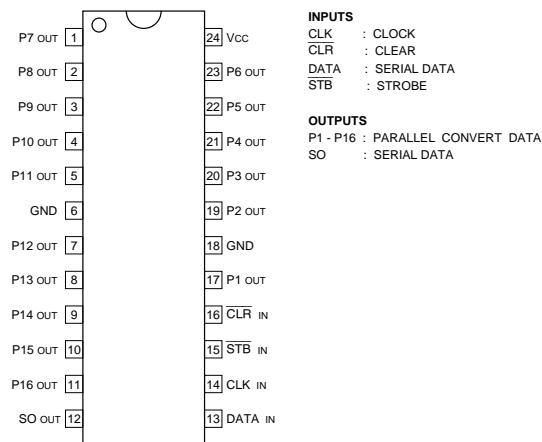 P7 OUT 1
P8 OUT 2
P9 OUT 3
P10 OUT 4
P11 OUT 5
GND 6
P12 OUT 7
P13 OUT 8
P14 OUT 9
P15 OUT 10
P16 OUT 11
SO OUT 12
24 VCC
23 P6 OUT
22 P5 OUT
21 P4 OUT
20 P3 OUT
19 P2 OUT
18 GND
17 P1 OUT
16 C̅L̅R̅ IN
15 S̅T̅B̅ IN
14 CLK IN
13 DATA IN
INPUTS
CLK : CLOCK
C̅L̅R̅ : CLEAR
DATA : SERIAL DATA
S̅T̅B̅ : STROBE
OUTPUTS
P1 - P16 : PARALLEL CONVERT DATA
SO : SERIAL DATA